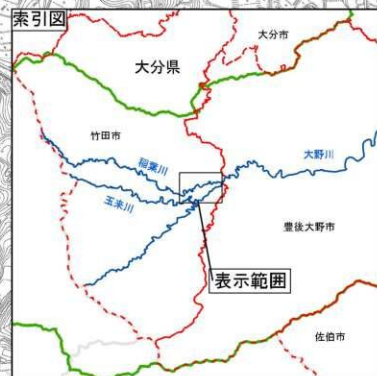 索引図
大分市
大分県
竹田市
稲葉川
大野川
玉来川
豊後大野市
表示範囲
佐伯市